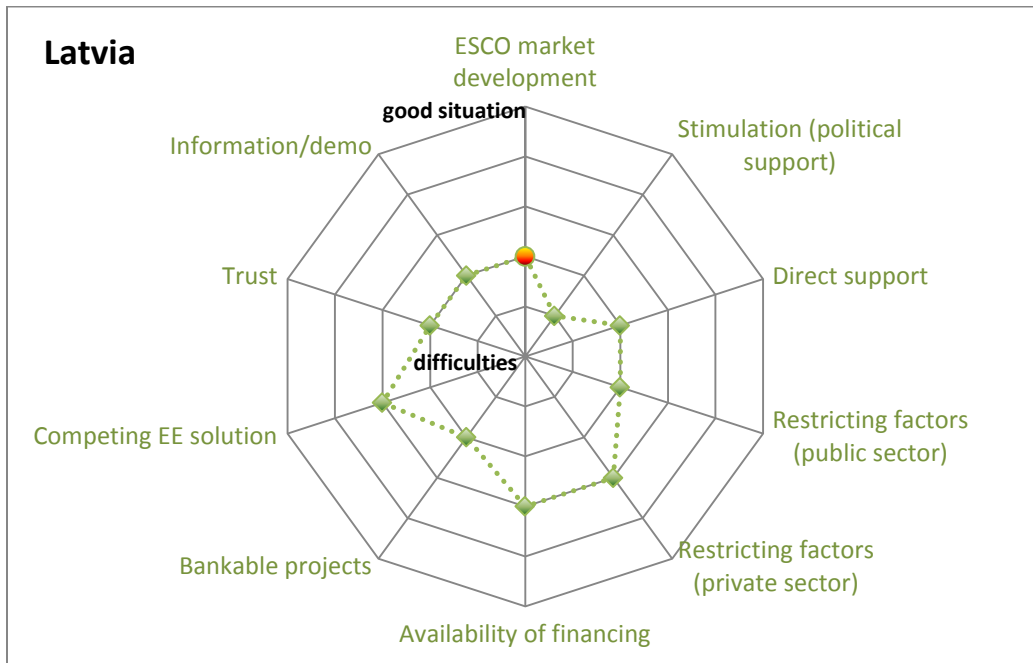 Latvia
ESCO market
development
good situation
Stimulation (political
support)
Information/demo
Direct support
Trust
difficulties
Restricting factors
(public sector)
Competing EE solution
Restricting factors
(private sector)
Bankable projects
Availability of financing